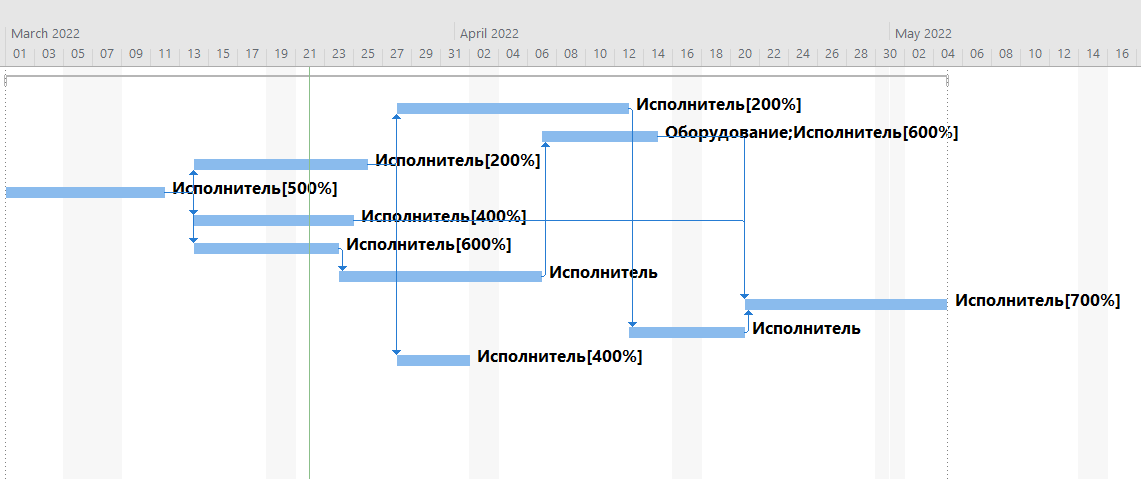 March 2022 April 2022 May 2022
01 03 05 07 09 11 13 15 17 19 21 23 25 27 29 31 02 04 06 08 10 12 14 16 18 20 22 24 26 28 30 02 04 06 08 10 12 14 16
Исполнитель[200%]
Оборудование;Исполнитель[600%]
Исполнитель[200%]
Исполнитель[500%]
Исполнитель[400%]
Исполнитель[600%]
Исполнитель
Исполнитель[700%]
Исполнитель
Исполнитель[400%]